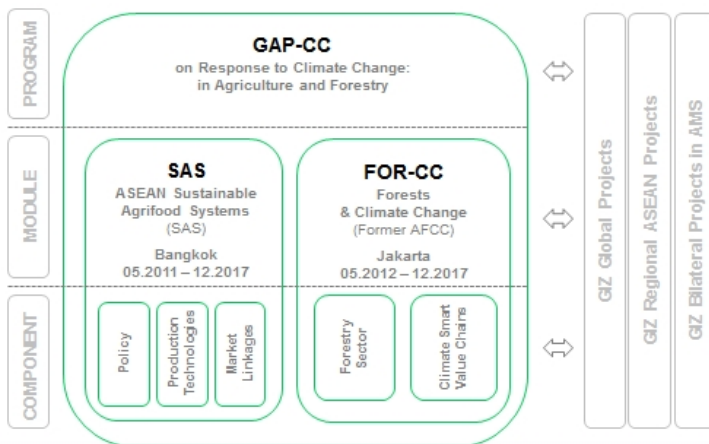 PROGRAM
GAP-CC
on Response to Climate Change:
in Agriculture and Forestry
MODULE
SAS
ASEAN Sustainable
Agrifood Systems
(SAS)
Bangkok
05.2011 – 12.2017
FOR-CC
Forests
& Climate Change
(Former AFCC)
Jakarta
05.2012 – 12.2017
COMPONENT
Policy
Production
Technologies
Market
Linkages
Forestry
Sector
Climate Smart
Value Chains
GIZ Global Projects
GIZ Regional ASEAN Projects
GIZ Bilateral Projects in AMS